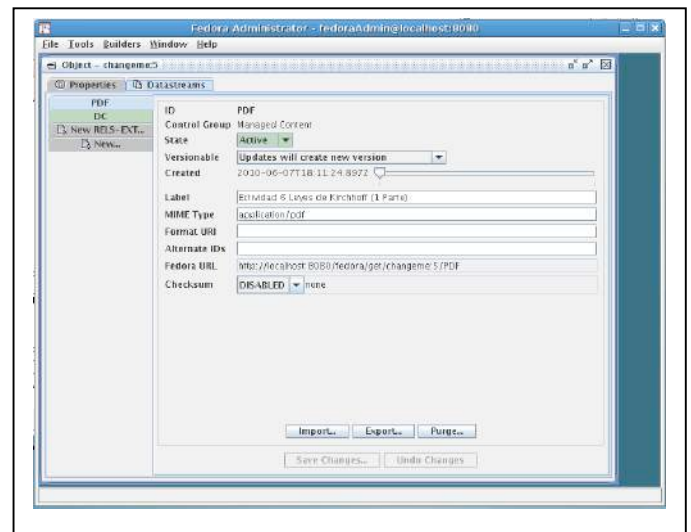 Fedora Administrator - fedoraAdmin@localhost:8080
File Tools Builders Window Help
Object - changeme:5
Properties Datastreams
PDF
DC
New RELS-EXT...
New...
ID PDF
Control Group Managed Content
State Active
Versionable Updates will create new version
Created 2010-06-07T18:11:24.897Z
Label 6 Leyes de Kirchhoff (1 Parte)
MIME Type application/pdf
Format URI
Alternate IDs
Fedora URL http://localhost:8080/fedora/get/changeme:5/PDF
Checksum DISABLED none
Import... Export... Purge...
Save Changes... Undo Changes